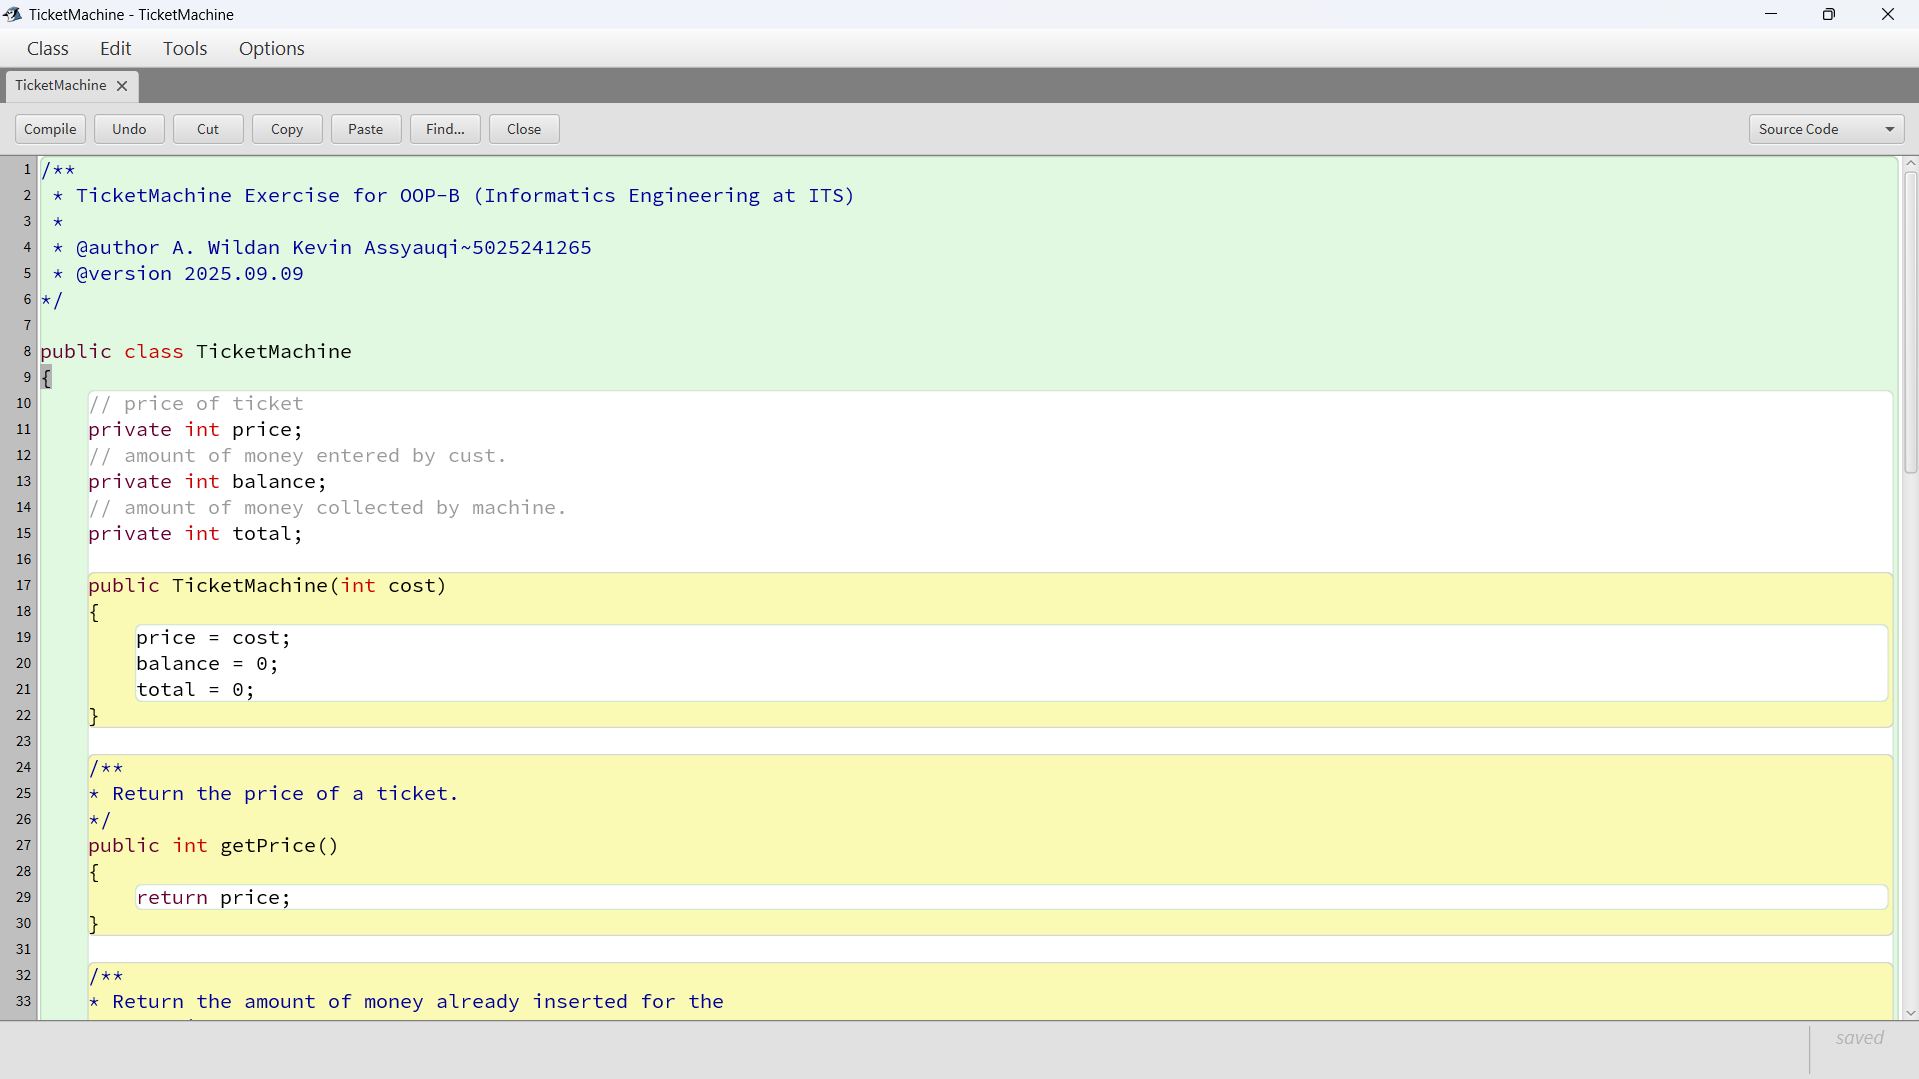 TicketMachine - TicketMachine
Class Edit Tools Options
TicketMachine
Compile Undo Cut Copy Paste Find... Close Source Code
1 /**
2 * TicketMachine Exercise for OOP-B (Informatics Engineering at ITS)
3 *
4 * @author A. Wildan Kevin Assyauqi~5025241265
5 * @version 2025.09.09
6 */
7
8 public class TicketMachine
9 {
10 // price of ticket
11 private int price;
12 // amount of money entered by cust.
13 private int balance;
14 // amount of money collected by machine.
15 private int total;
16
17 public TicketMachine(int cost)
18 {
19 price = cost;
20 balance = 0;
21 total = 0;
22 }
23
24 /**
25 * Return the price of a ticket.
26 */
27 public int getPrice()
28 {
29 return price;
30 }
31
32 /**
33 * Return the amount of money already inserted for the
saved